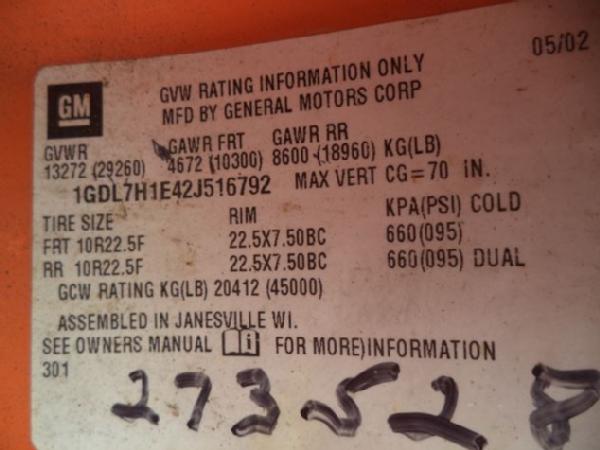 05/02
GM
GVW RATING INFORMATION ONLY
MFD BY GENERAL MOTORS CORP
GVWR GAWR FRT GAWR RR
13272 (29260) 4672 (10300) 8600 (18960) KG(LB)
1GDL7H1E42J516792 MAX VERT CG=70 IN.
TIRE SIZE RIM KPA(PSI) COLD
FRT 10R22.5F 22.5X7.50BC 660(095)
RR 10R22.5F 22.5X7.50BC 660(095) DUAL
GCW RATING KG(LB) 20412 (45000)
ASSEMBLED IN JANESVILLE WI.
SEE OWNERS MANUAL i FOR MORE)INFORMATION
301
273528